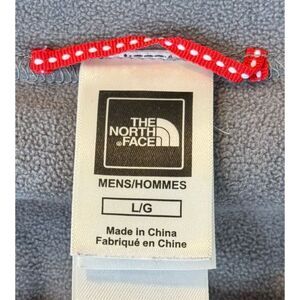 THE
NORTH
FACE
MENS/HOMMES
L/G
Made in China
Fabriqué en Chine